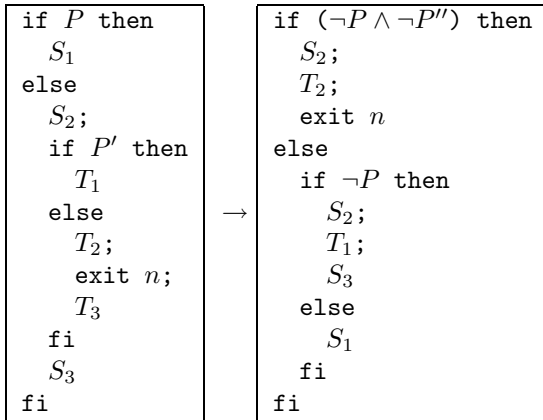 if P then
S₁
else
S₂;
if P′ then
T₁
else
T₂;
exit n;
T₃
fi
S₃
fi
→
if (¬P ∧ ¬P″) then
S₂;
T₂;
exit n
else
if ¬P then
S₂;
T₁;
S₃
else
S₁
fi
fi